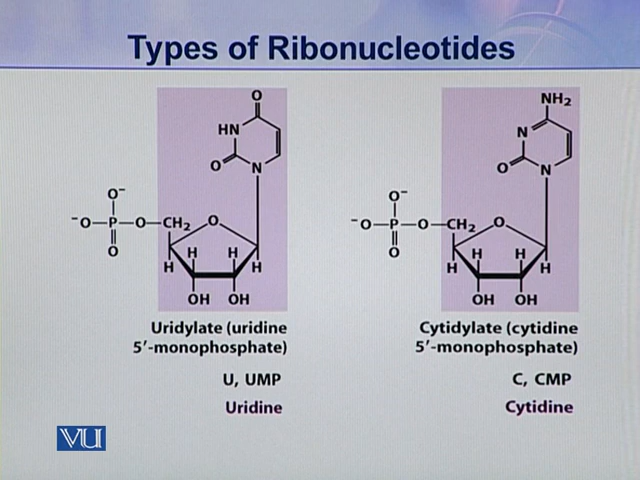 Types of Ribonucleotides
O
HN
O
N
O⁻
⁻O—P—O—CH₂
O
O
H
H
H
H
OH
OH
Uridylate (uridine
5′-monophosphate)
U, UMP
Uridine
NH₂
N
O
N
O⁻
⁻O—P—O—CH₂
O
O
H
H
H
H
OH
OH
Cytidylate (cytidine
5′-monophosphate)
C, CMP
Cytidine
VU